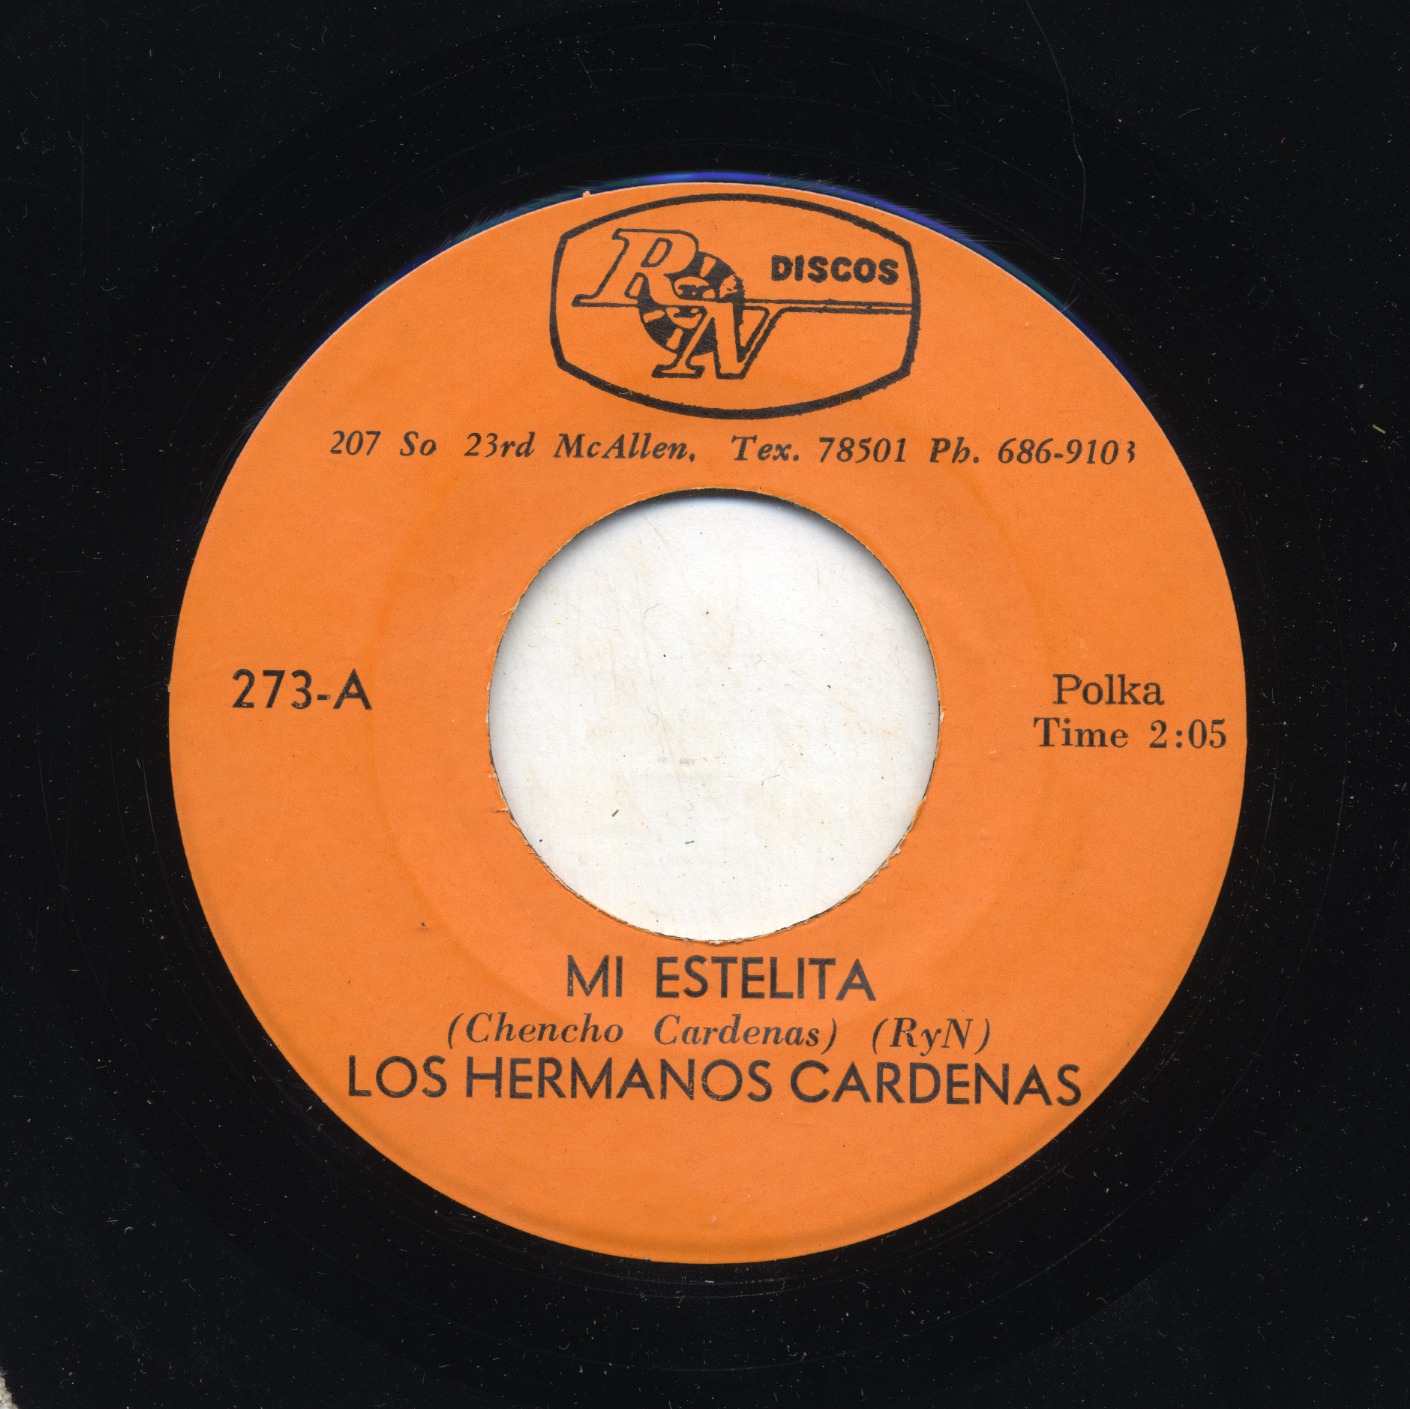 RyN DISCOS
207 So 23rd McAllen, Tex. 78501 Ph. 686-9103
273-A
Polka
Time 2:05
MI ESTELITA
(Chencho Cardenas) (RyN)
LOS HERMANOS CARDENAS